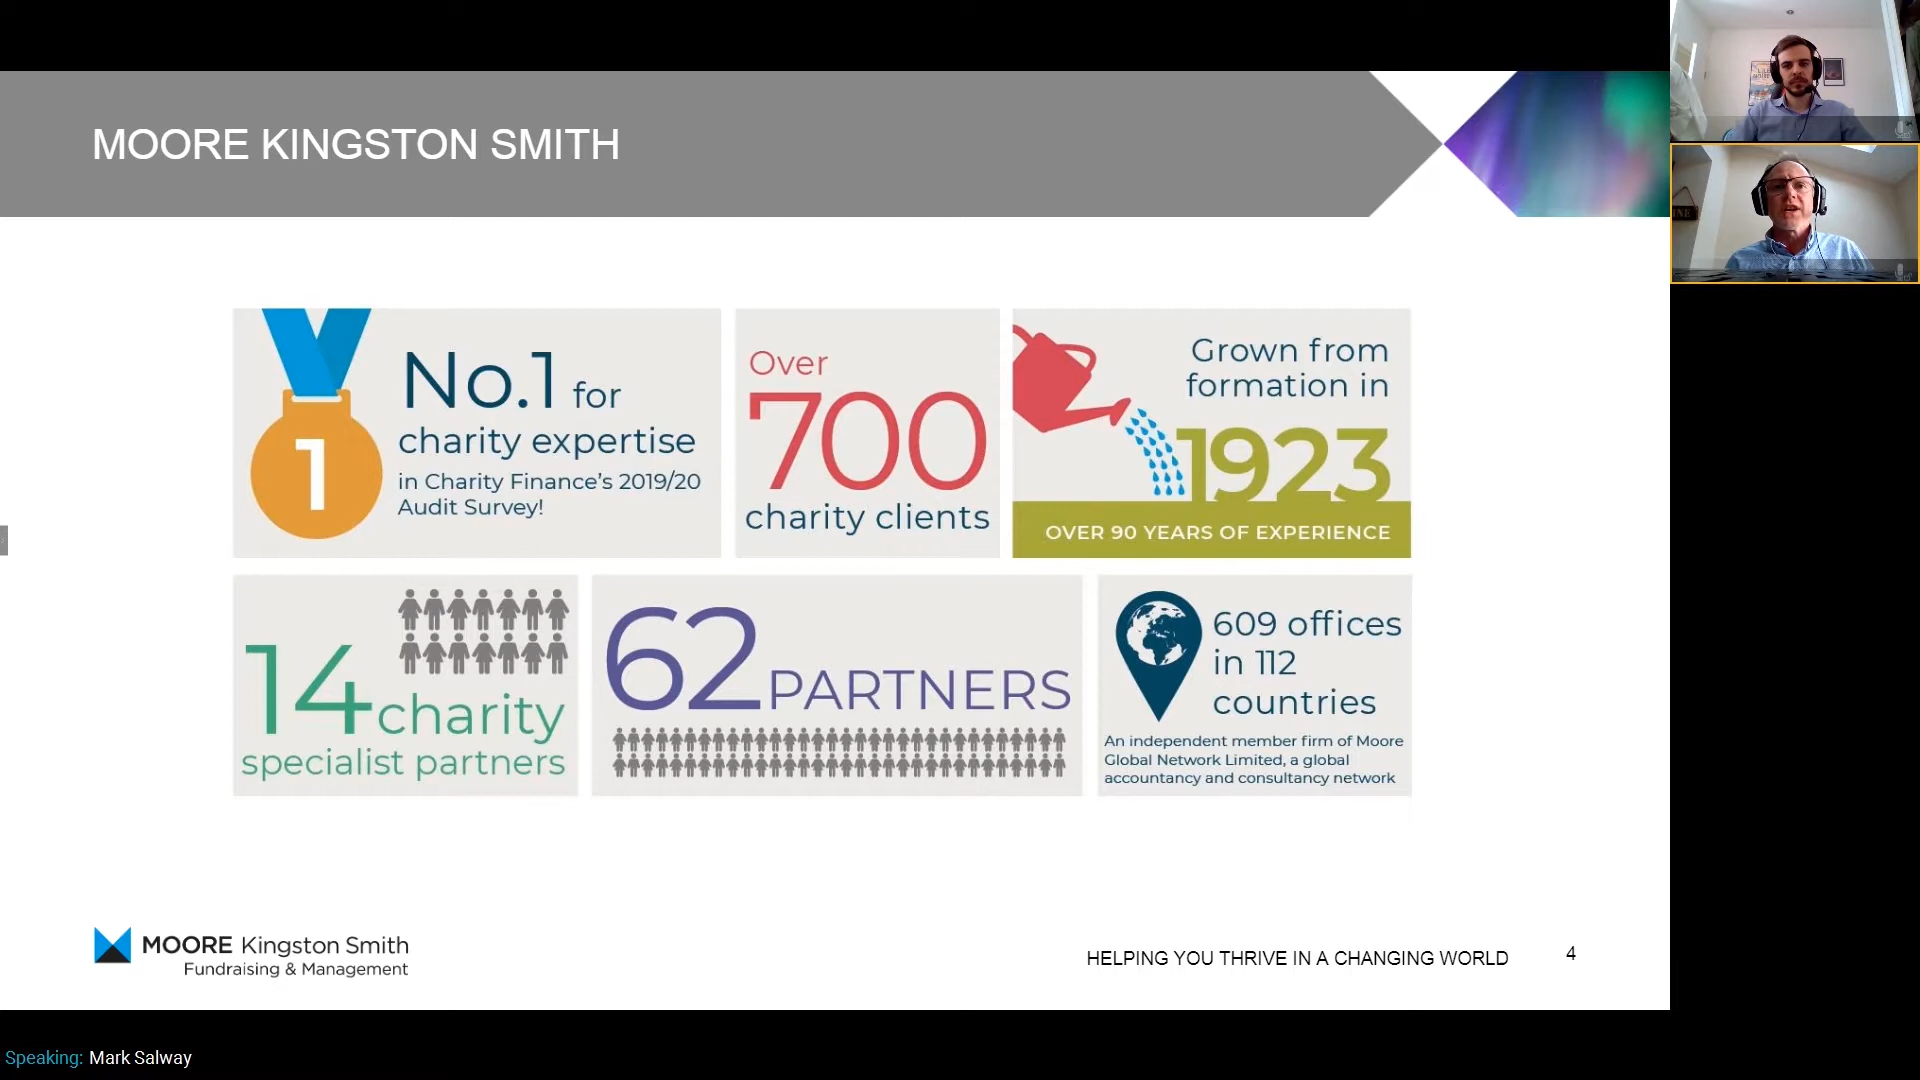 MOORE KINGSTON SMITH
1
No.1 for
charity expertise
in Charity Finance's 2019/20
Audit Survey!
Over
700
charity clients
Grown from
formation in
1923
OVER 90 YEARS OF EXPERIENCE
14 charity
specialist partners
62 PARTNERS
609 offices
in 112
countries
An independent member firm of Moore
Global Network Limited, a global
accountancy and consultancy network
MOORE Kingston Smith
Fundraising & Management
HELPING YOU THRIVE IN A CHANGING WORLD
4
Speaking: Mark Salway